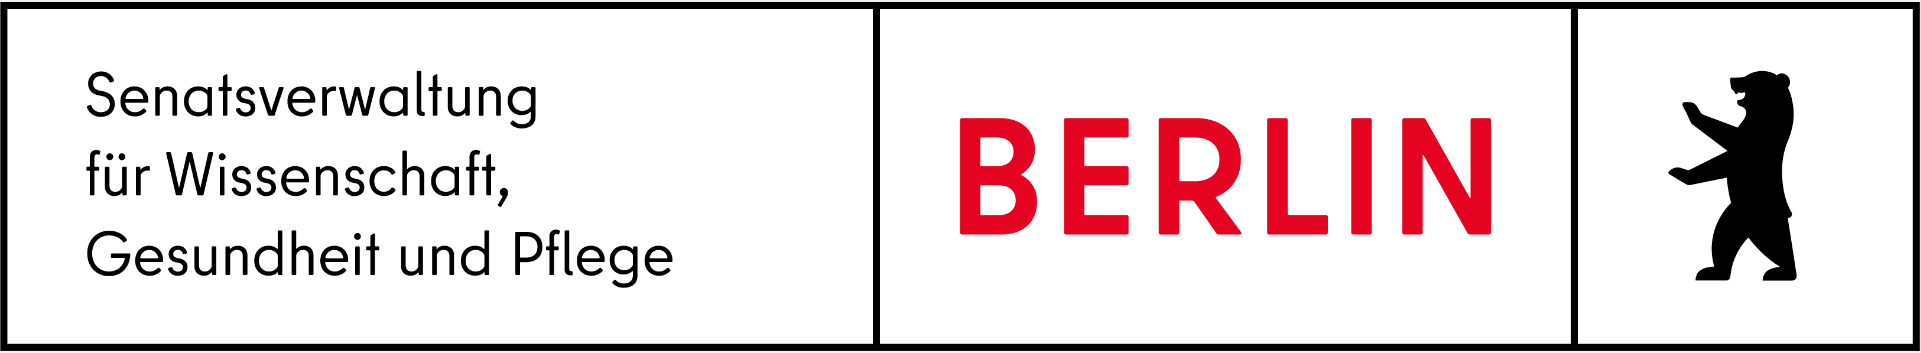 Senatsverwaltung
für Wissenschaft,
Gesundheit und Pflege
BERLIN